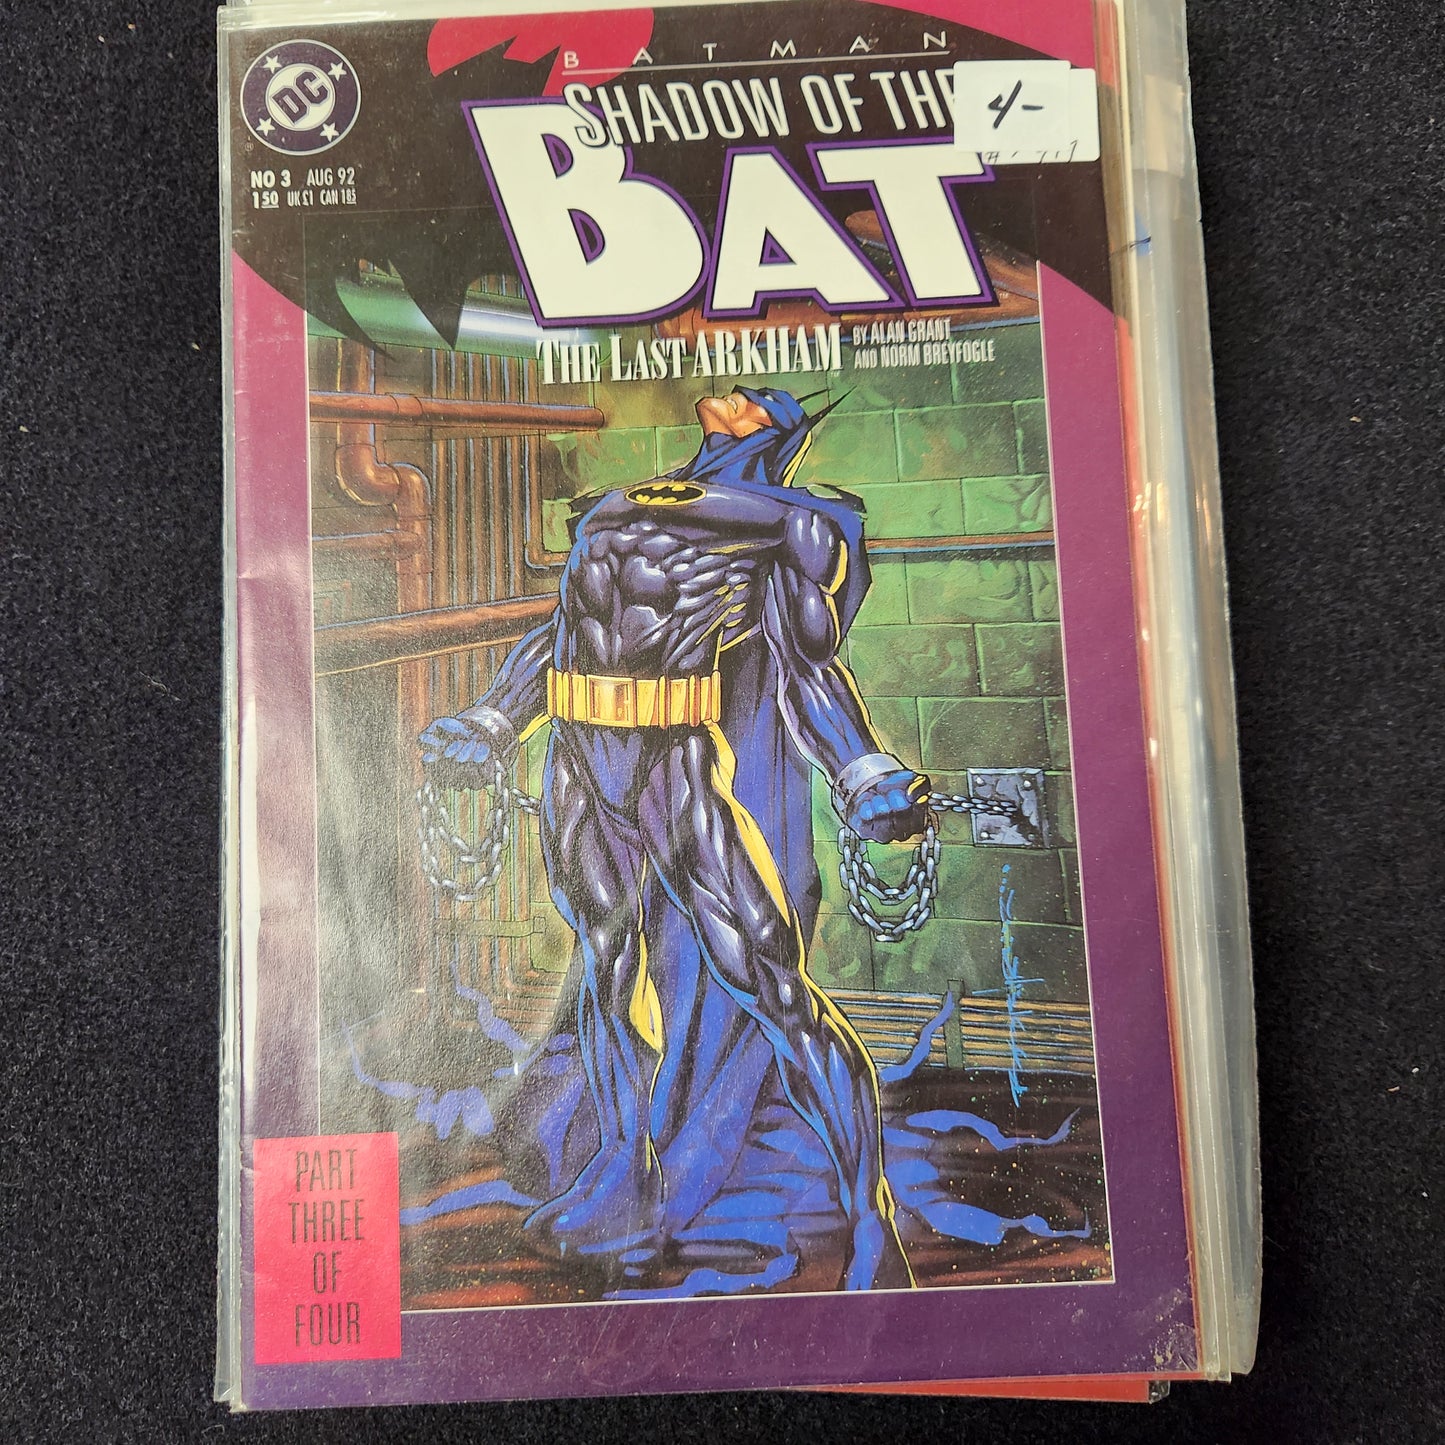 DC
BATMAN
SHADOW OF THE
BAT
4/-
NO 3 AUG 92
1.50 UK £1 CAN 1.85
THE LAST ARKHAM
BY ALAN GRANT
AND NORM BREYFOGLE
PART
THREE
OF
FOUR